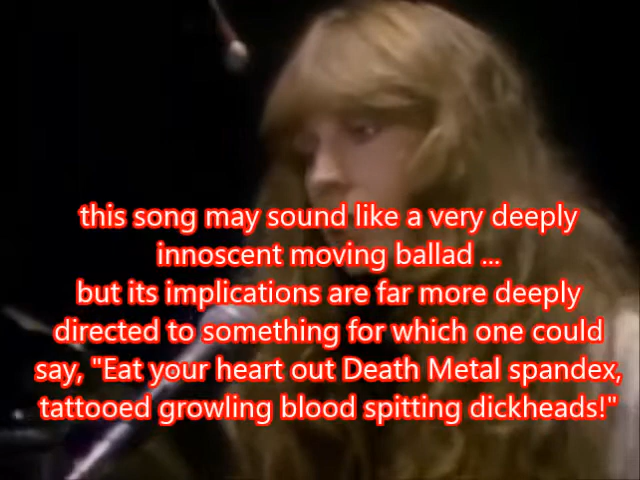 this song may sound like a very deeply
innoscent moving ballad ...
but its implications are far more deeply
directed to something for which one could
say, "Eat your heart out Death Metal spandex,
tattooed growling blood spitting dickheads!"